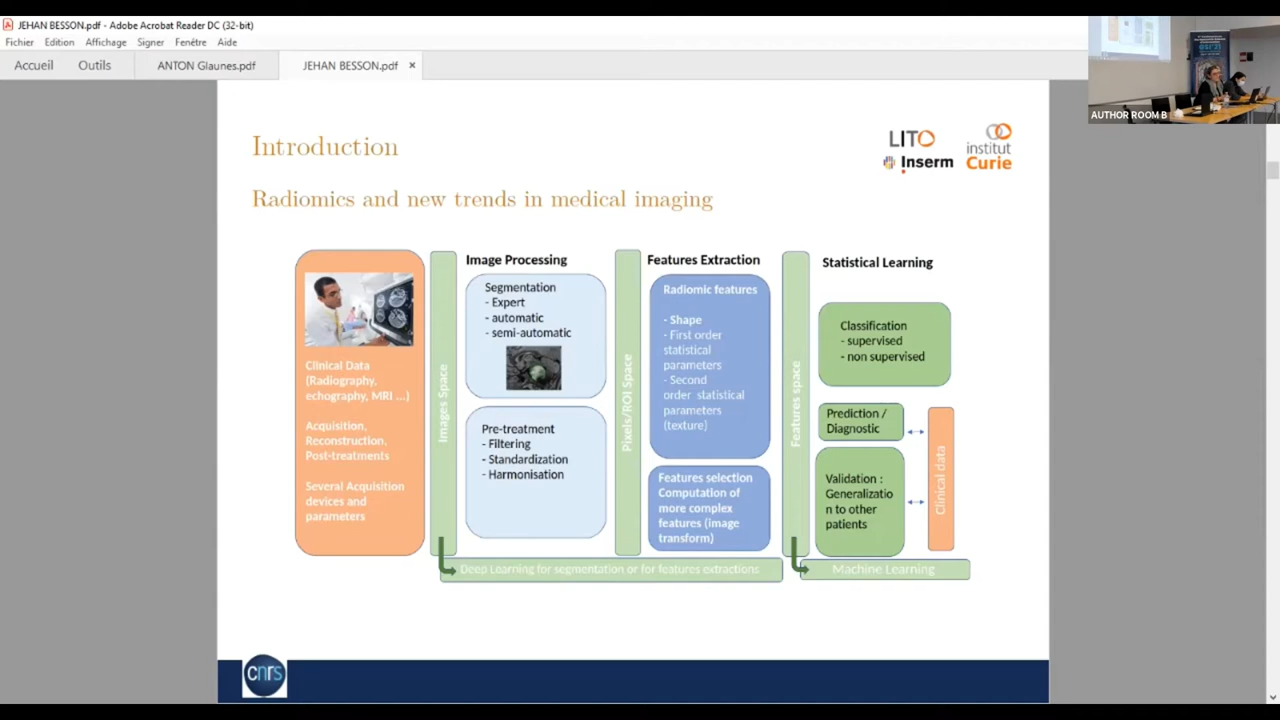 JEHAN BESSON.pdf - Adobe Acrobat Reader DC (32-bit)
Fichier Edition Affichage Signer Fenêtre Aide
Accueil Outils ANTON Glaunes.pdf JEHAN BESSON.pdf ×
AUTHOR ROOM B
GSI'21
Introduction
LITO
Inserm
institut
Curie
Radiomics and new trends in medical imaging
Clinical Data
(Radiography,
echography, MRI ...)
Acquisition,
Reconstruction,
Post-treatments
Several Acquisition
devices and
parameters
Images Space
Image Processing
Segmentation
- Expert
- automatic
- semi-automatic
Pre-treatment
- Filtering
- Standardization
- Harmonisation
Pixels/ROI Space
Features Extraction
Radiomic features
- Shape
- First order
statistical
parameters
- Second
order statistical
parameters
(texture)
Features selection
Computation of
more complex
features (image
transform)
Features space
Statistical Learning
Classification
- supervised
- non supervised
Prediction /
Diagnostic
Validation :
Generalizatio
n to other
patients
Clinical data
Deep Learning for segmentation or for features extractions
Machine Learning
cnrs